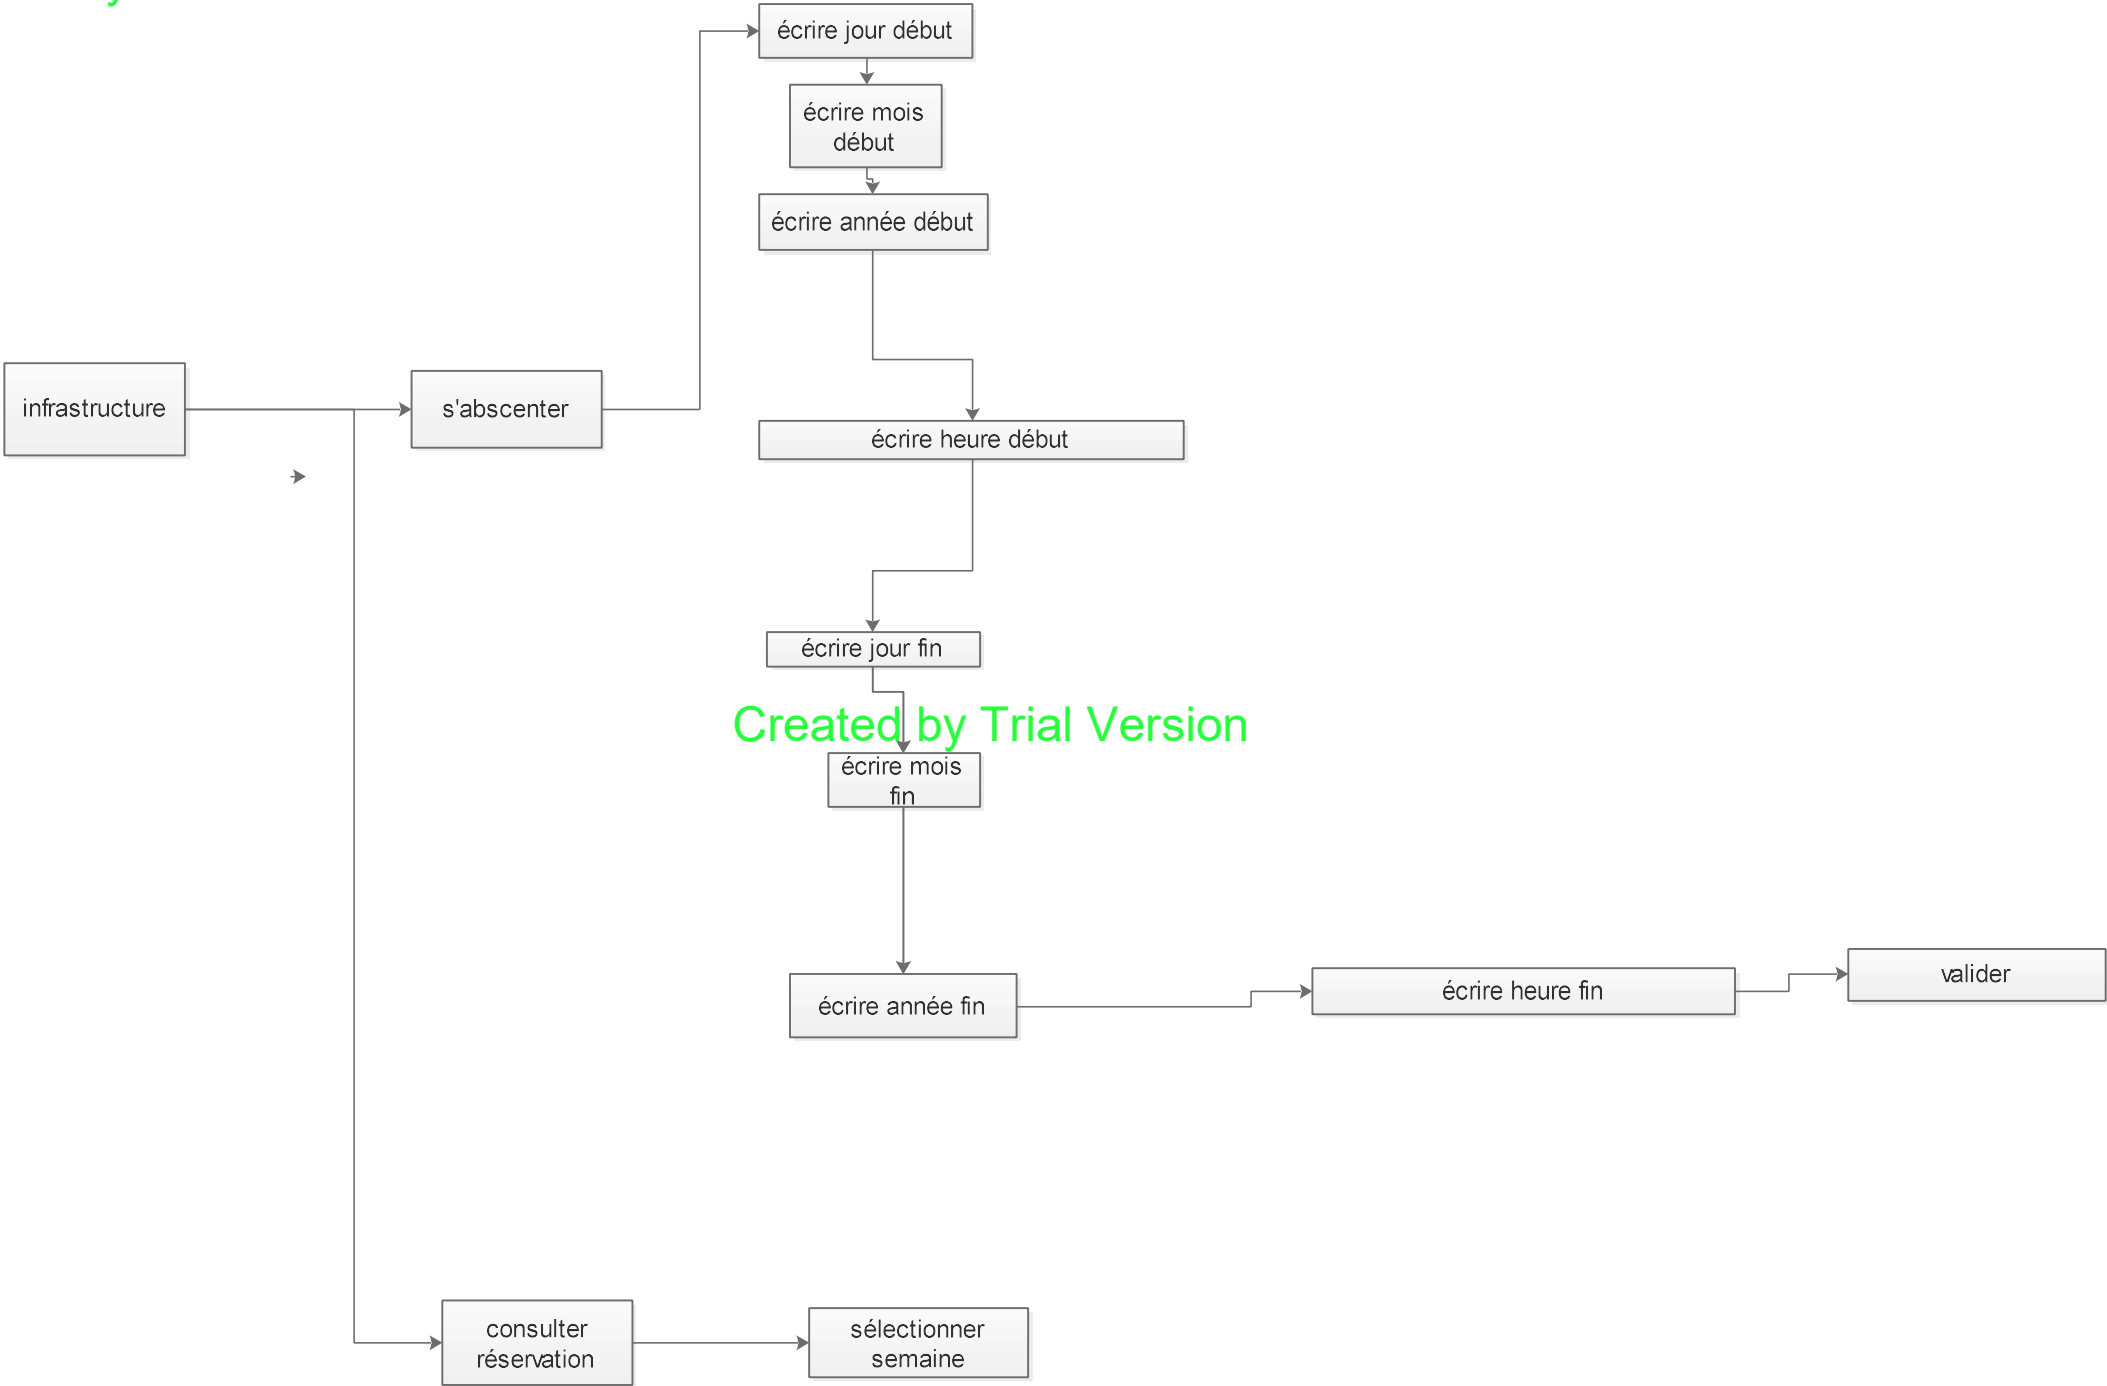 écrire jour début
écrire mois
début
écrire année début
infrastructure
s'abscenter
écrire heure début
écrire jour fin
Created by Trial Version
écrire mois
fin
écrire année fin
écrire heure fin
valider
consulter
réservation
sélectionner
semaine